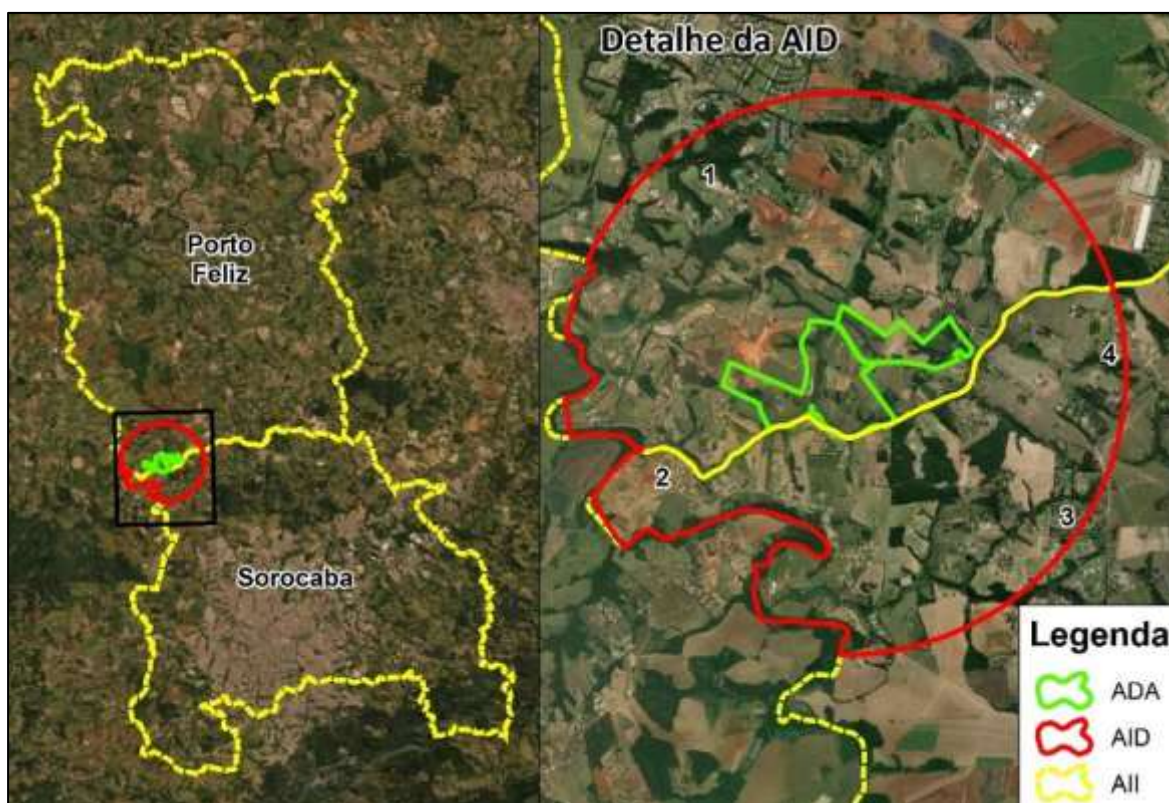 Porto
Feliz
Sorocaba
Detalhe da AID
1
2
3
4
Legenda
ADA
AID
AII